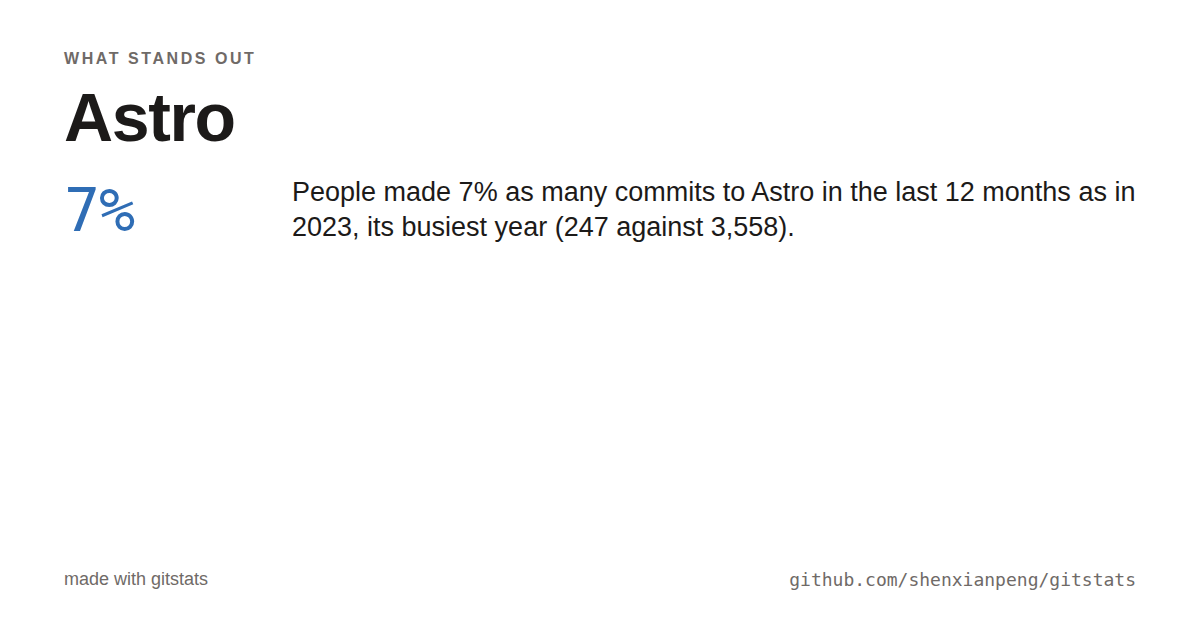 WHAT STANDS OUT
Astro
7%
People made 7% as many commits to Astro in the last 12 months as in
2023, its busiest year (247 against 3,558).
made with gitstats
github.com/shenxianpeng/gitstats